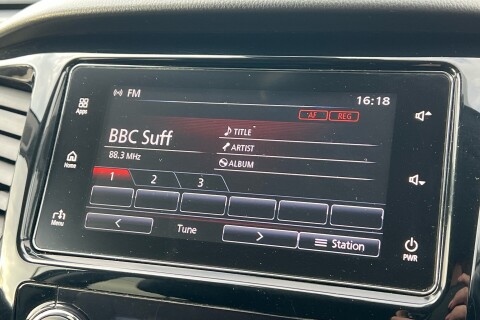 FM
16:18
AF REG
BBC Suff
88.3 MHz
TITLE
ARTIST
ALBUM
1 2 3
< Tune > Station
Apps
Home
Menu
PWR